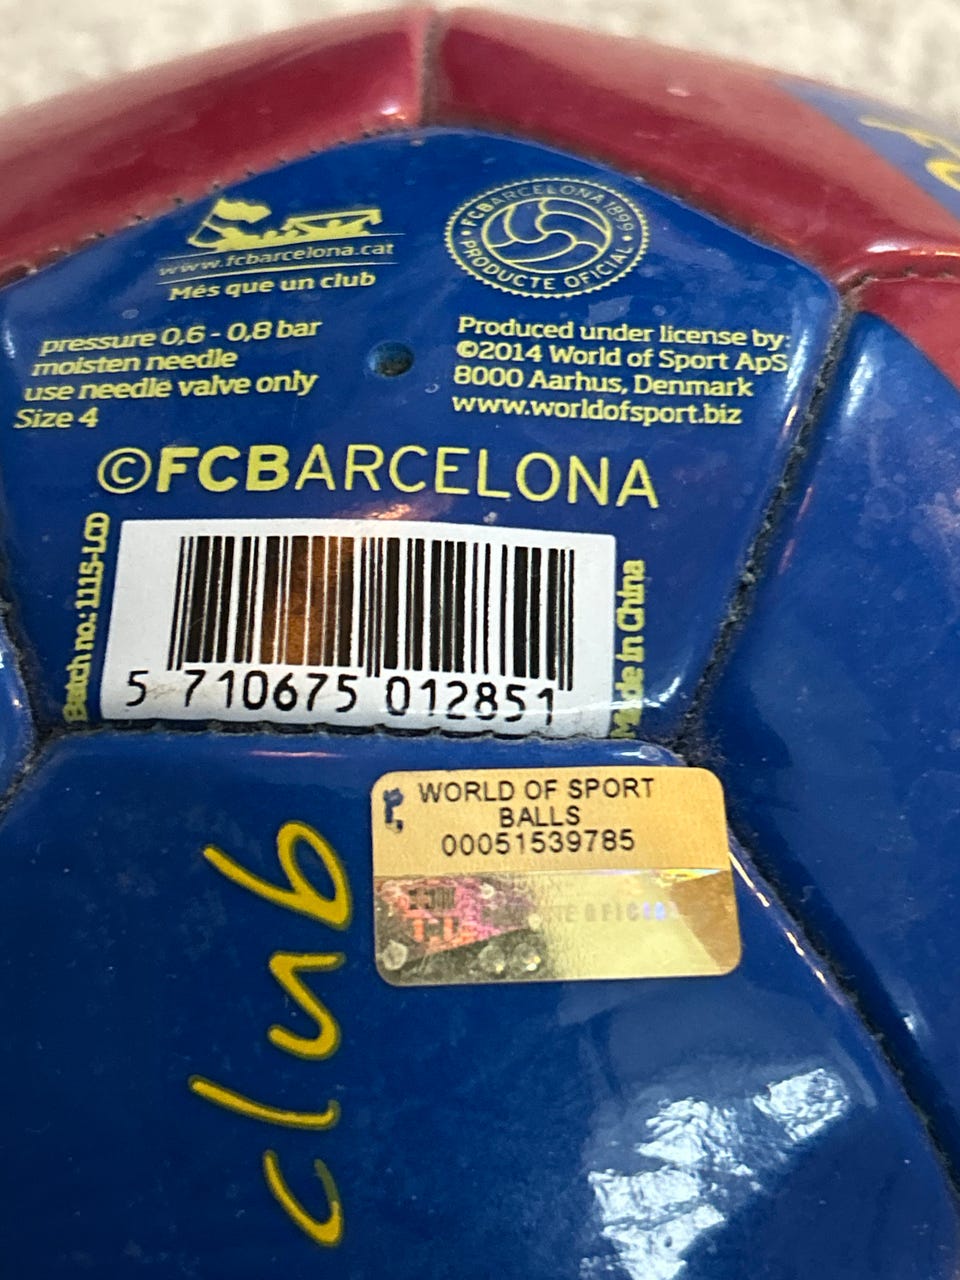 www.fcbarcelona.cat
Més que un club
FCBARCELONA 1899
PRODUCTE OFICIAL
pressure 0,6 - 0,8 bar
moisten needle
use needle valve only
Size 4
Produced under license by:
©2014 World of Sport ApS
8000 Aarhus, Denmark
www.worldofsport.biz
©FCBARCELONA
Batch no.: 1115-LCD
Made in China
5 710675 012851
WORLD OF SPORT
BALLS
00051539785
club